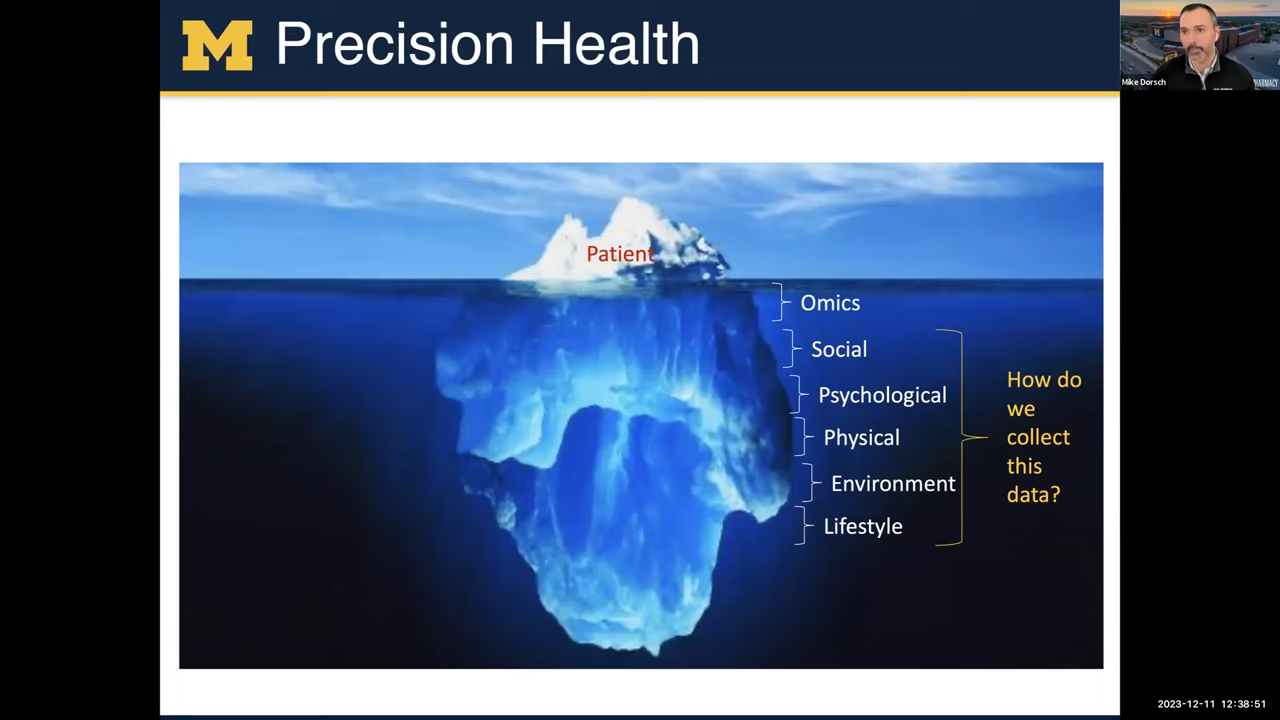 M Precision Health
Mike Dorsch
PHARMACY
Patient
Omics
Social
Psychological
Physical
Environment
Lifestyle
How do
we
collect
this
data?
2023-12-11 12:38:51